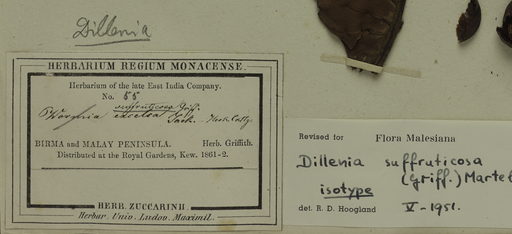 Dillenia
HERBARIUM REGIUM MONACENSE.
Herbarium of the late East India Company.
No. 55
suffruticosa Griff.
Wormia excelsa Jack.
BIRMA and MALAY PENINSULA. Herb. Griffith.
Distributed at the Royal Gardens, Kew. 1861-2.
HERB. ZUCCARINII
Herbar. Univ. Ludov. Maximil.
Revised for Flora Malesiana
Dillenia suffruticosa
(Griff.) Martel
isotype
det. R. D. Hoogland V-1951.